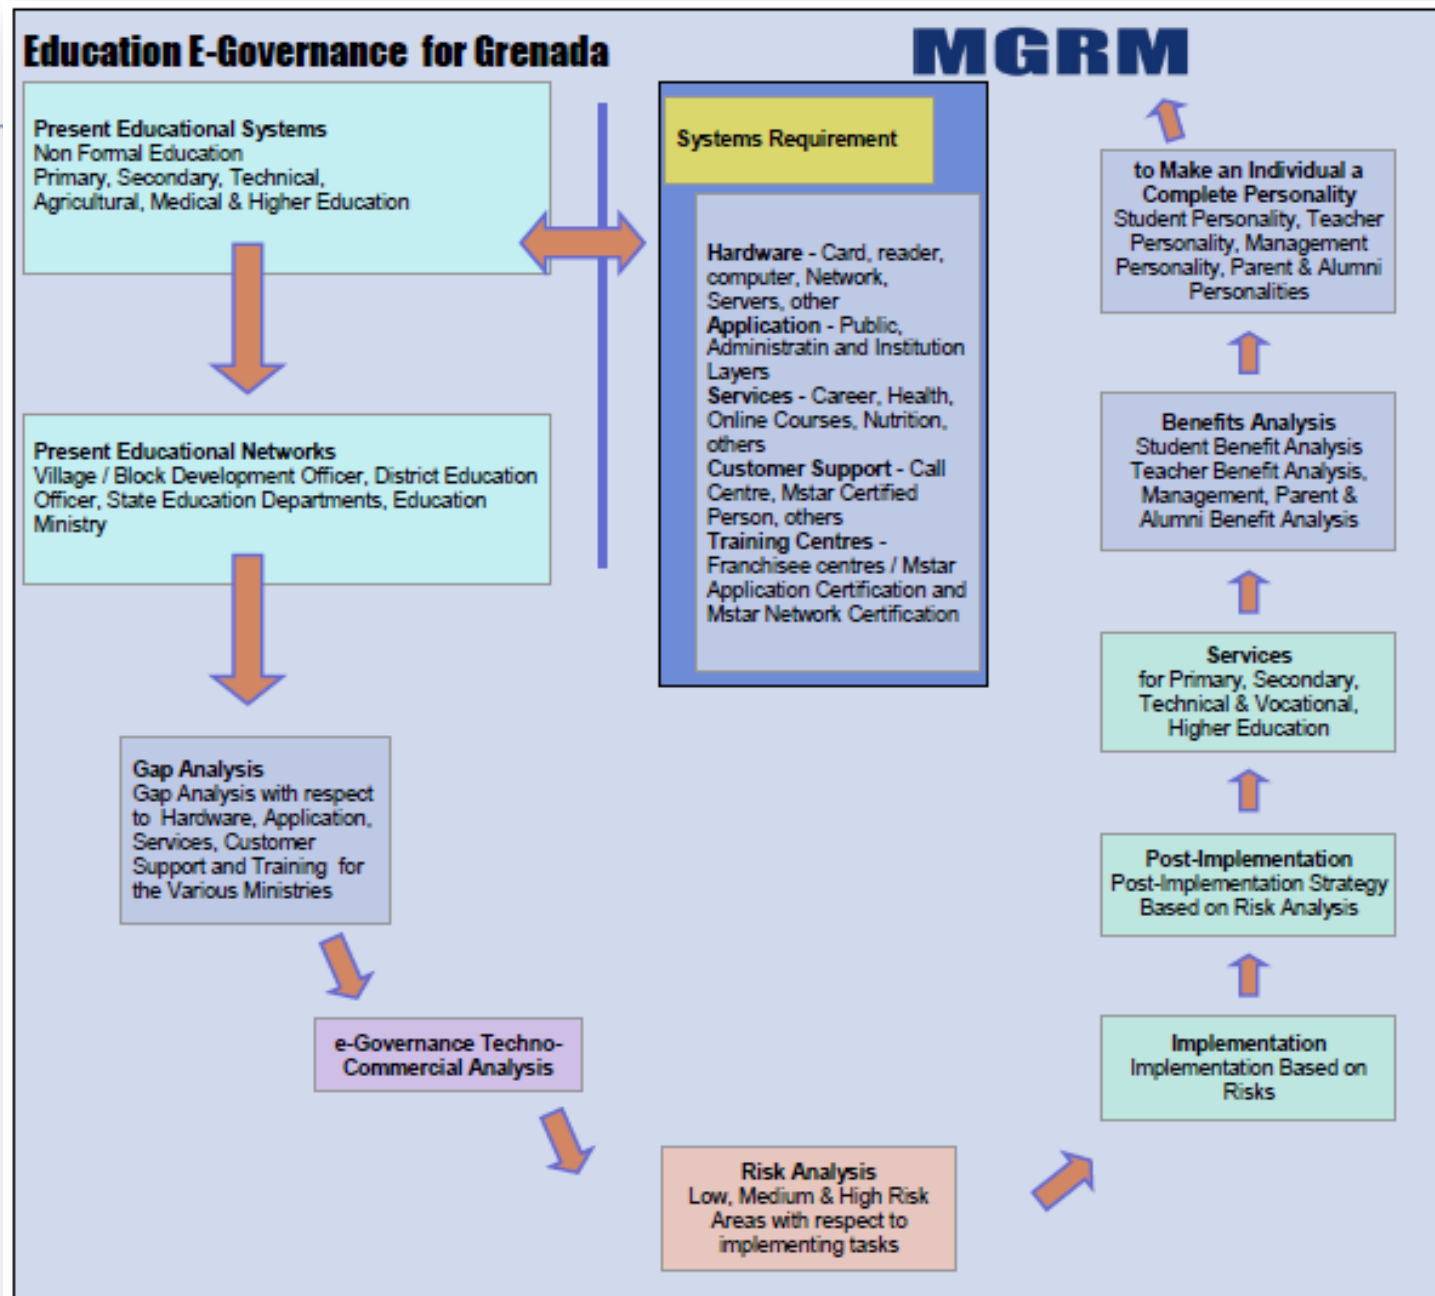 Education E-Governance for Grenada
MGRM
Present Educational Systems
Non Formal Education
Primary, Secondary, Technical,
Agricultural, Medical & Higher Education
Present Educational Networks
Village / Block Development Officer, District Education
Officer, State Education Departments, Education
Ministry
Gap Analysis
Gap Analysis with respect
to Hardware, Application,
Services, Customer
Support and Training for
the Various Ministries
e-Governance Techno-
Commercial Analysis
Systems Requirement
Hardware - Card, reader,
computer, Network,
Servers, other
Application - Public,
Administratin and Institution
Layers
Services - Career, Health,
Online Courses, Nutrition,
others
Customer Support - Call
Centre, Mstar Certified
Person, others
Training Centres -
Franchisee centres / Mstar
Application Certification and
Mstar Network Certification
Risk Analysis
Low, Medium & High Risk
Areas with respect to
implementing tasks
to Make an Individual a
Complete Personality
Student Personality, Teacher
Personality, Management
Personality, Parent & Alumni
Personalities
Benefits Analysis
Student Benefit Analysis
Teacher Benefit Analysis,
Management, Parent &
Alumni Benefit Analysis
Services
for Primary, Secondary,
Technical & Vocational,
Higher Education
Post-Implementation
Post-Implementation Strategy
Based on Risk Analysis
Implementation
Implementation Based on
Risks